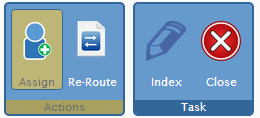 Assign Re-Route Index Close
Actions Task